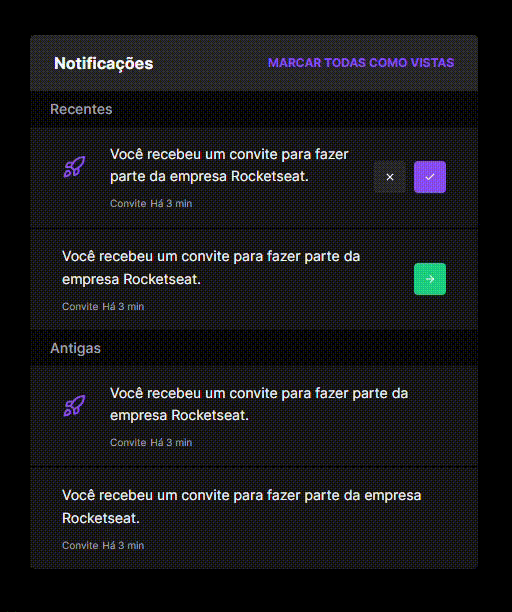 Notificações
MARCAR TODAS COMO VISTAS
Recentes
Você recebeu um convite para fazer
parte da empresa Rocketseat.
Convite Há 3 min
Você recebeu um convite para fazer parte da
empresa Rocketseat.
Convite Há 3 min
Antigas
Você recebeu um convite para fazer parte da
empresa Rocketseat.
Convite Há 3 min
Você recebeu um convite para fazer parte da empresa
Rocketseat.
Convite Há 3 min